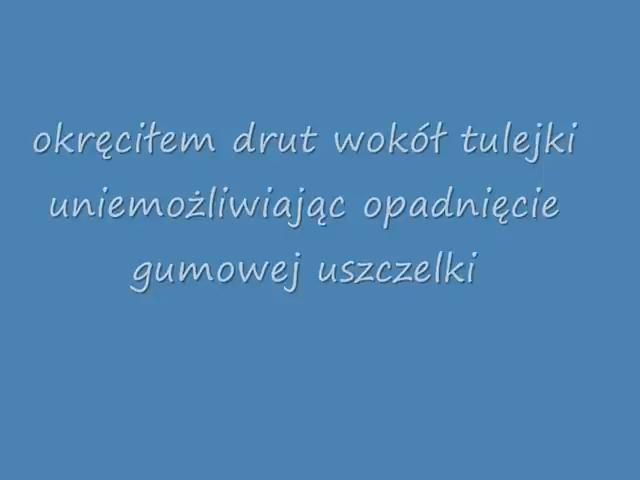 okręciłem drut wokół tulejki
uniemożliwiając opadnięcie
gumowej uszczelki